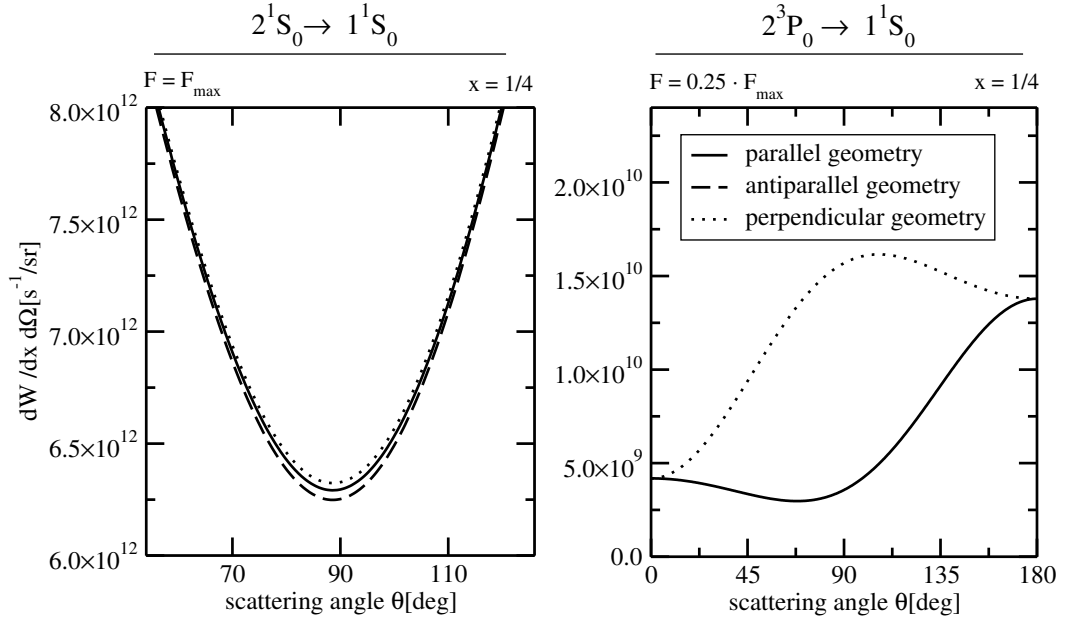 2¹S₀→ 1¹S₀
F = Fₘₐₓ x = 1/4
8.0×10¹²
7.5×10¹²
7.0×10¹²
6.5×10¹²
6.0×10¹²
dW /dx dΩ[s⁻¹/sr]
70 90 110
scattering angle θ[deg]
2³P₀→ 1¹S₀
F = 0.25 · Fₘₐₓ x = 1/4
parallel geometry
antiparallel geometry
perpendicular geometry
2.0×10¹⁰
1.5×10¹⁰
1.0×10¹⁰
5.0×10⁹
0.0
0 45 90 135 180
scattering angle θ[deg]